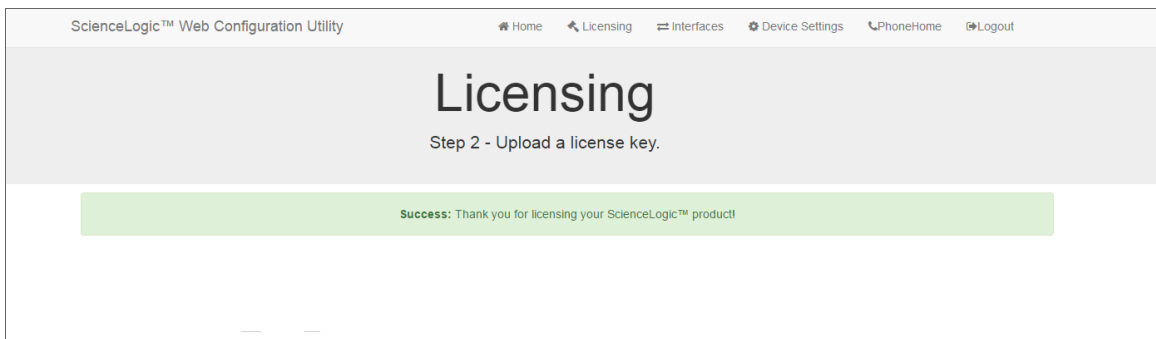 ScienceLogic™ Web Configuration Utility Home Licensing Interfaces Device Settings PhoneHome Logout
Licensing
Step 2 - Upload a license key.
Success: Thank you for licensing your ScienceLogic™ product!